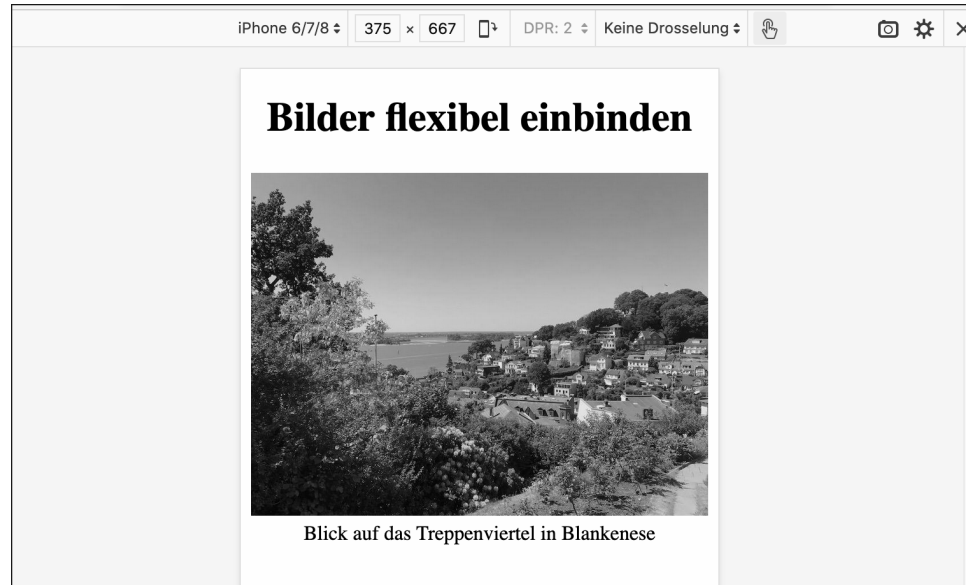 iPhone 6/7/8 375 × 667 DPR: 2 Keine Drosselung
Bilder flexibel einbinden
Blick auf das Treppenviertel in Blankenese